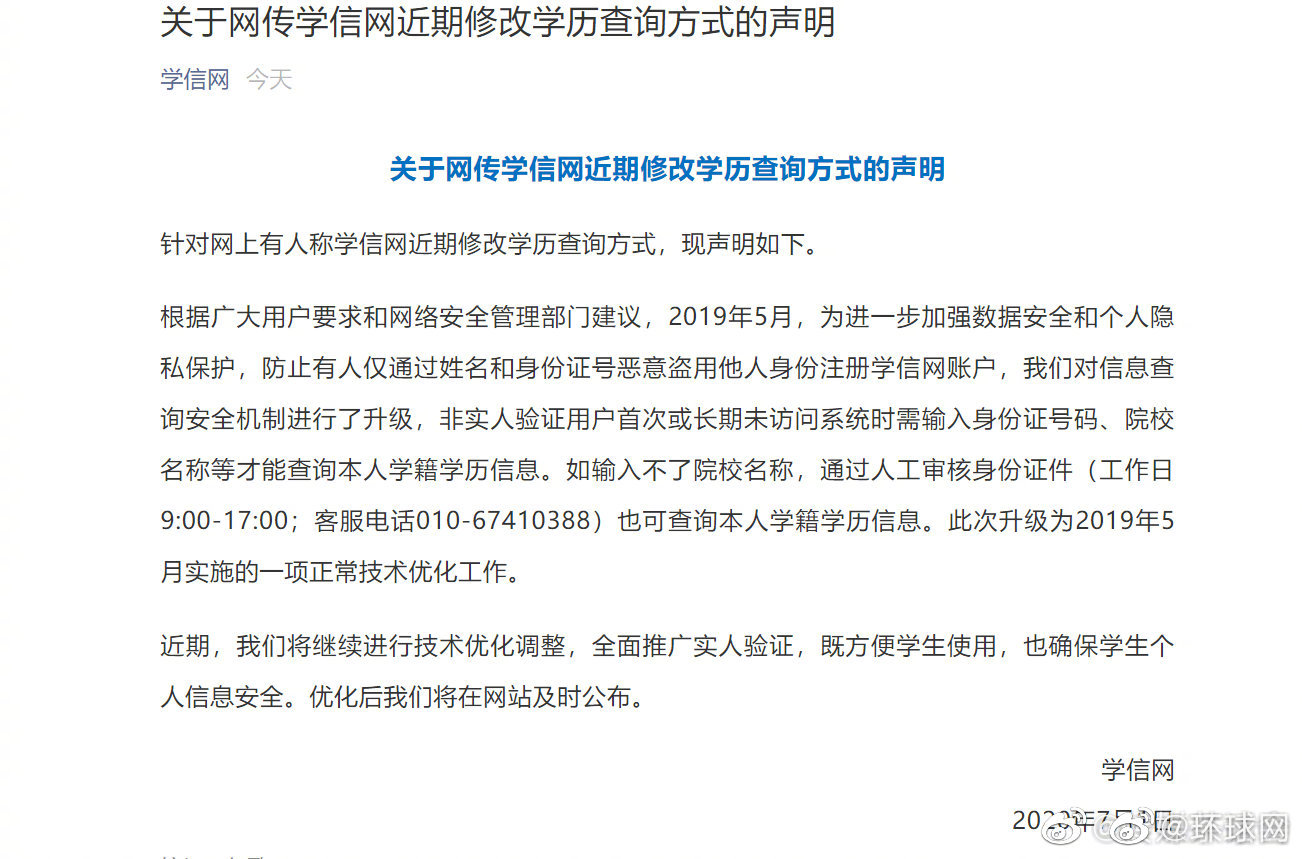 关于网传学信网近期修改学历查询方式的声明
学信网 今天
关于网传学信网近期修改学历查询方式的声明
针对网上有人称学信网近期修改学历查询方式，现声明如下。
根据广大用户要求和网络安全管理部门建议，2019年5月，为进一步加强数据安全和个人隐
私保护，防止有人仅通过姓名和身份证号恶意盗用他人身份注册学信网账户，我们对信息查
询安全机制进行了升级，非实人验证用户首次或长期未访问系统时需输入身份证号码、院校
名称等才能查询本人学籍学历信息。如输入不了院校名称，通过人工审核身份证件（工作日
9:00-17:00；客服电话010-67410388）也可查询本人学籍学历信息。此次升级为2019年5
月实施的一项正常技术优化工作。
近期，我们将继续进行技术优化调整，全面推广实人验证，既方便学生使用，也确保学生个
人信息安全。优化后我们将在网站及时公布。
学信网
2020年7月 日
@环球网